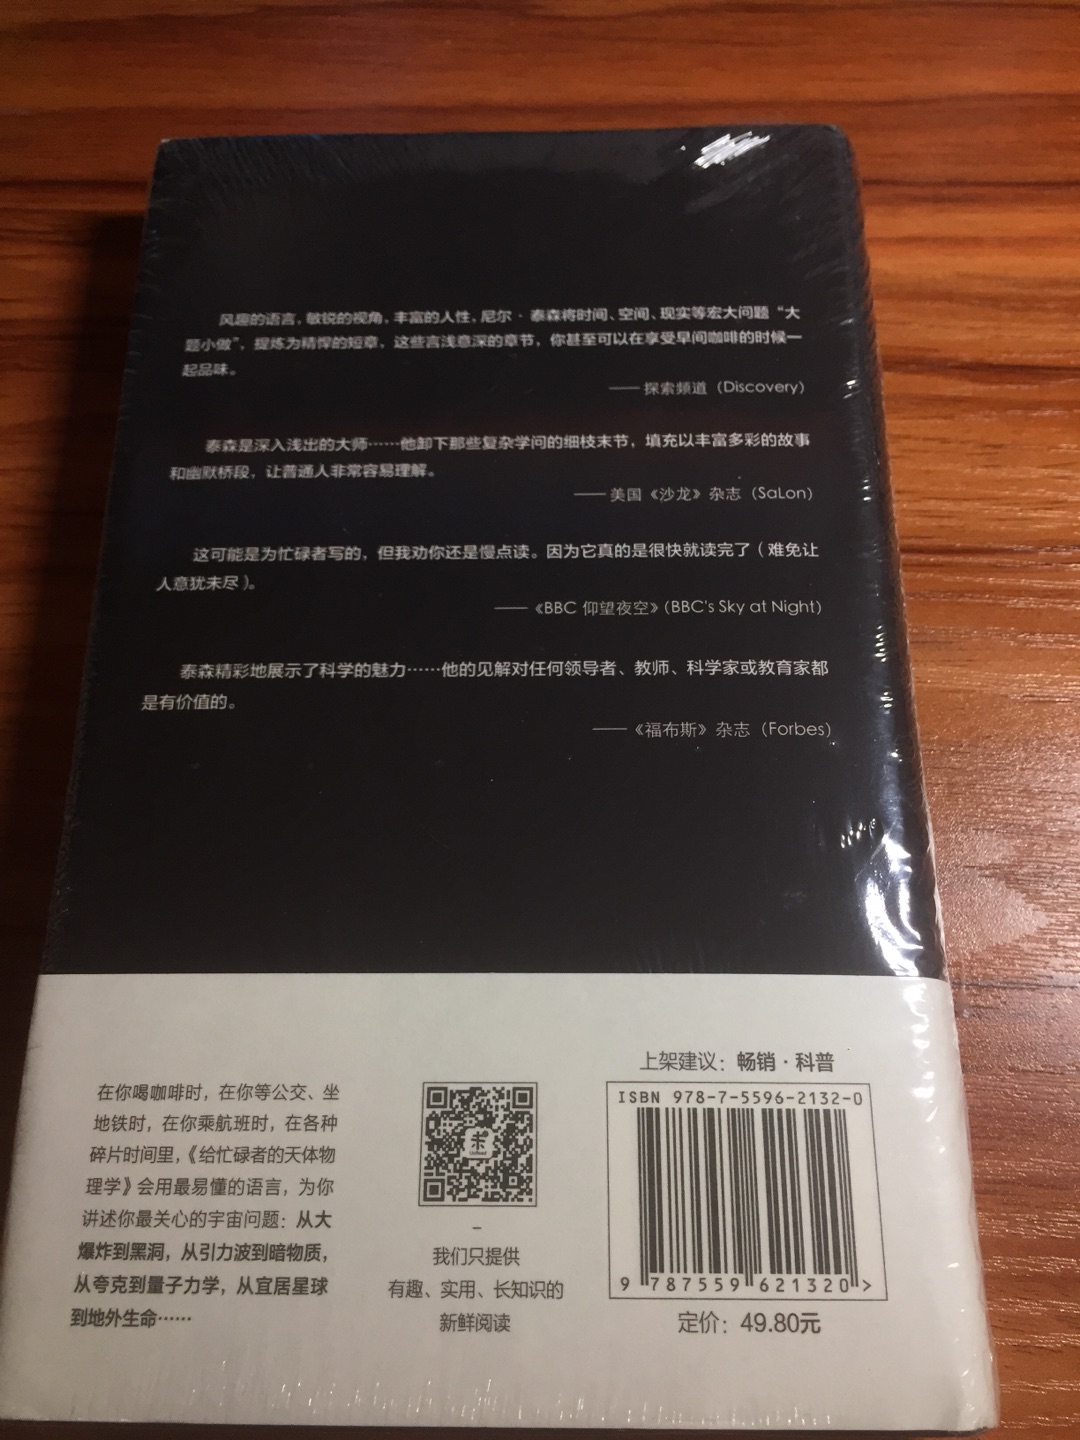 风趣的语言，敏锐的视角，丰富的人性，尼尔·泰森将时间、空间、现实等宏大问题“大
题小做”，提炼为精悍的短章，这些言浅意深的章节，你甚至可以在享受早间咖啡的时候一
起品味。
—— 探索频道（Discovery）
泰森是深入浅出的大师……他卸下那些复杂学问的细枝末节，填充以丰富多彩的故事
和幽默桥段，让普通人非常容易理解。
—— 美国《沙龙》杂志（SaLon）
这可能是为忙碌者写的，但我劝你还是慢点读。因为它真的是很快就读完了（难免让
人意犹未尽）。
——《BBC 仰望夜空》（BBC's Sky at Night）
泰森精彩地展示了科学的魅力……他的见解对任何领导者、教师、科学家或教育家都
是有价值的。
——《福布斯》杂志（Forbes）
在你喝咖啡时，在你等公交、坐
地铁时，在你乘航班时，在各种
碎片时间里，《给忙碌者的天体物
理学》会用最易懂的语言，为你
讲述你最关心的宇宙问题：从大
爆炸到黑洞，从引力波到暗物质，
从夸克到量子力学，从宜居星球
到地外生命……
–
我们只提供
有趣、实用、长知识的
新鲜阅读
上架建议：畅销·科普
ISBN 978-7-5596-2132-0
9 787559 621320 >
定价：49.80元